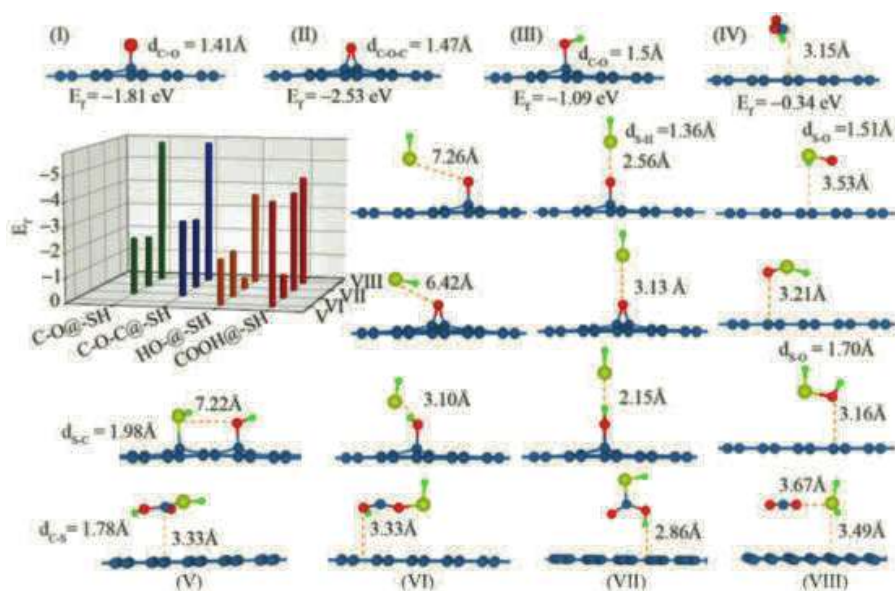 (I) d_C-O = 1.41Å
E_f = −1.81 eV
(II) d_C-O-C = 1.47Å
E_f = −2.53 eV
(III) d_C-O = 1.5Å
E_f = −1.09 eV
(IV) 3.15Å
E_f = −0.34 eV
−5
−4
−3
−2
−1
0
E_f
C-O@-SH
C-O-C@-SH
HO-@-SH
COOH@-SH
V
VI
VII
VIII
7.26Å
d_S-H = 1.36Å
2.56Å
d_S-O = 1.51Å
3.53Å
6.42Å
3.13 Å
3.21Å
d_S-C = 1.98Å
7.22Å
3.10Å
2.15Å
d_S-O = 1.70Å
3.16Å
d_C-S = 1.78Å
3.33Å
3.33Å
2.86Å
3.67Å
3.49Å
(V)
(VI)
(VII)
(VIII)